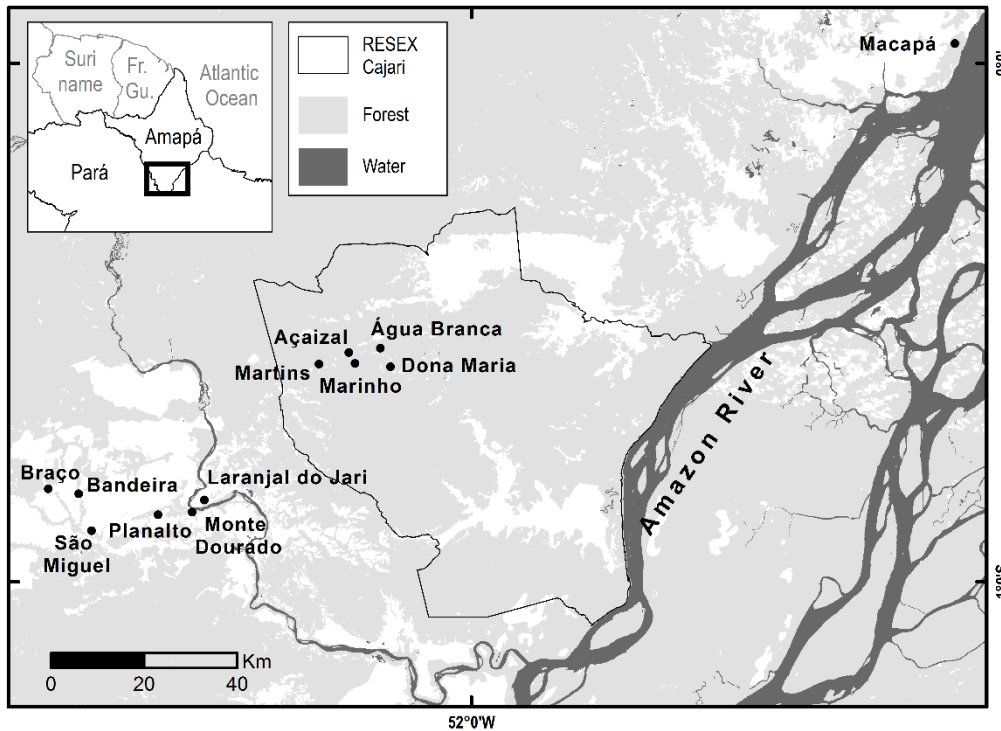 Suri
name
Fr.
Gu.
Atlantic
Ocean
Amapá
Pará
RESEX
Cajari
Forest
Water
Macapá
Açaizal
Água Branca
Martins
Marinho
Dona Maria
Amazon River
Braço
Bandeira
Laranjal do Jari
Planalto
Monte
Dourado
São
Miguel
Km
0 20 40
52°0'W